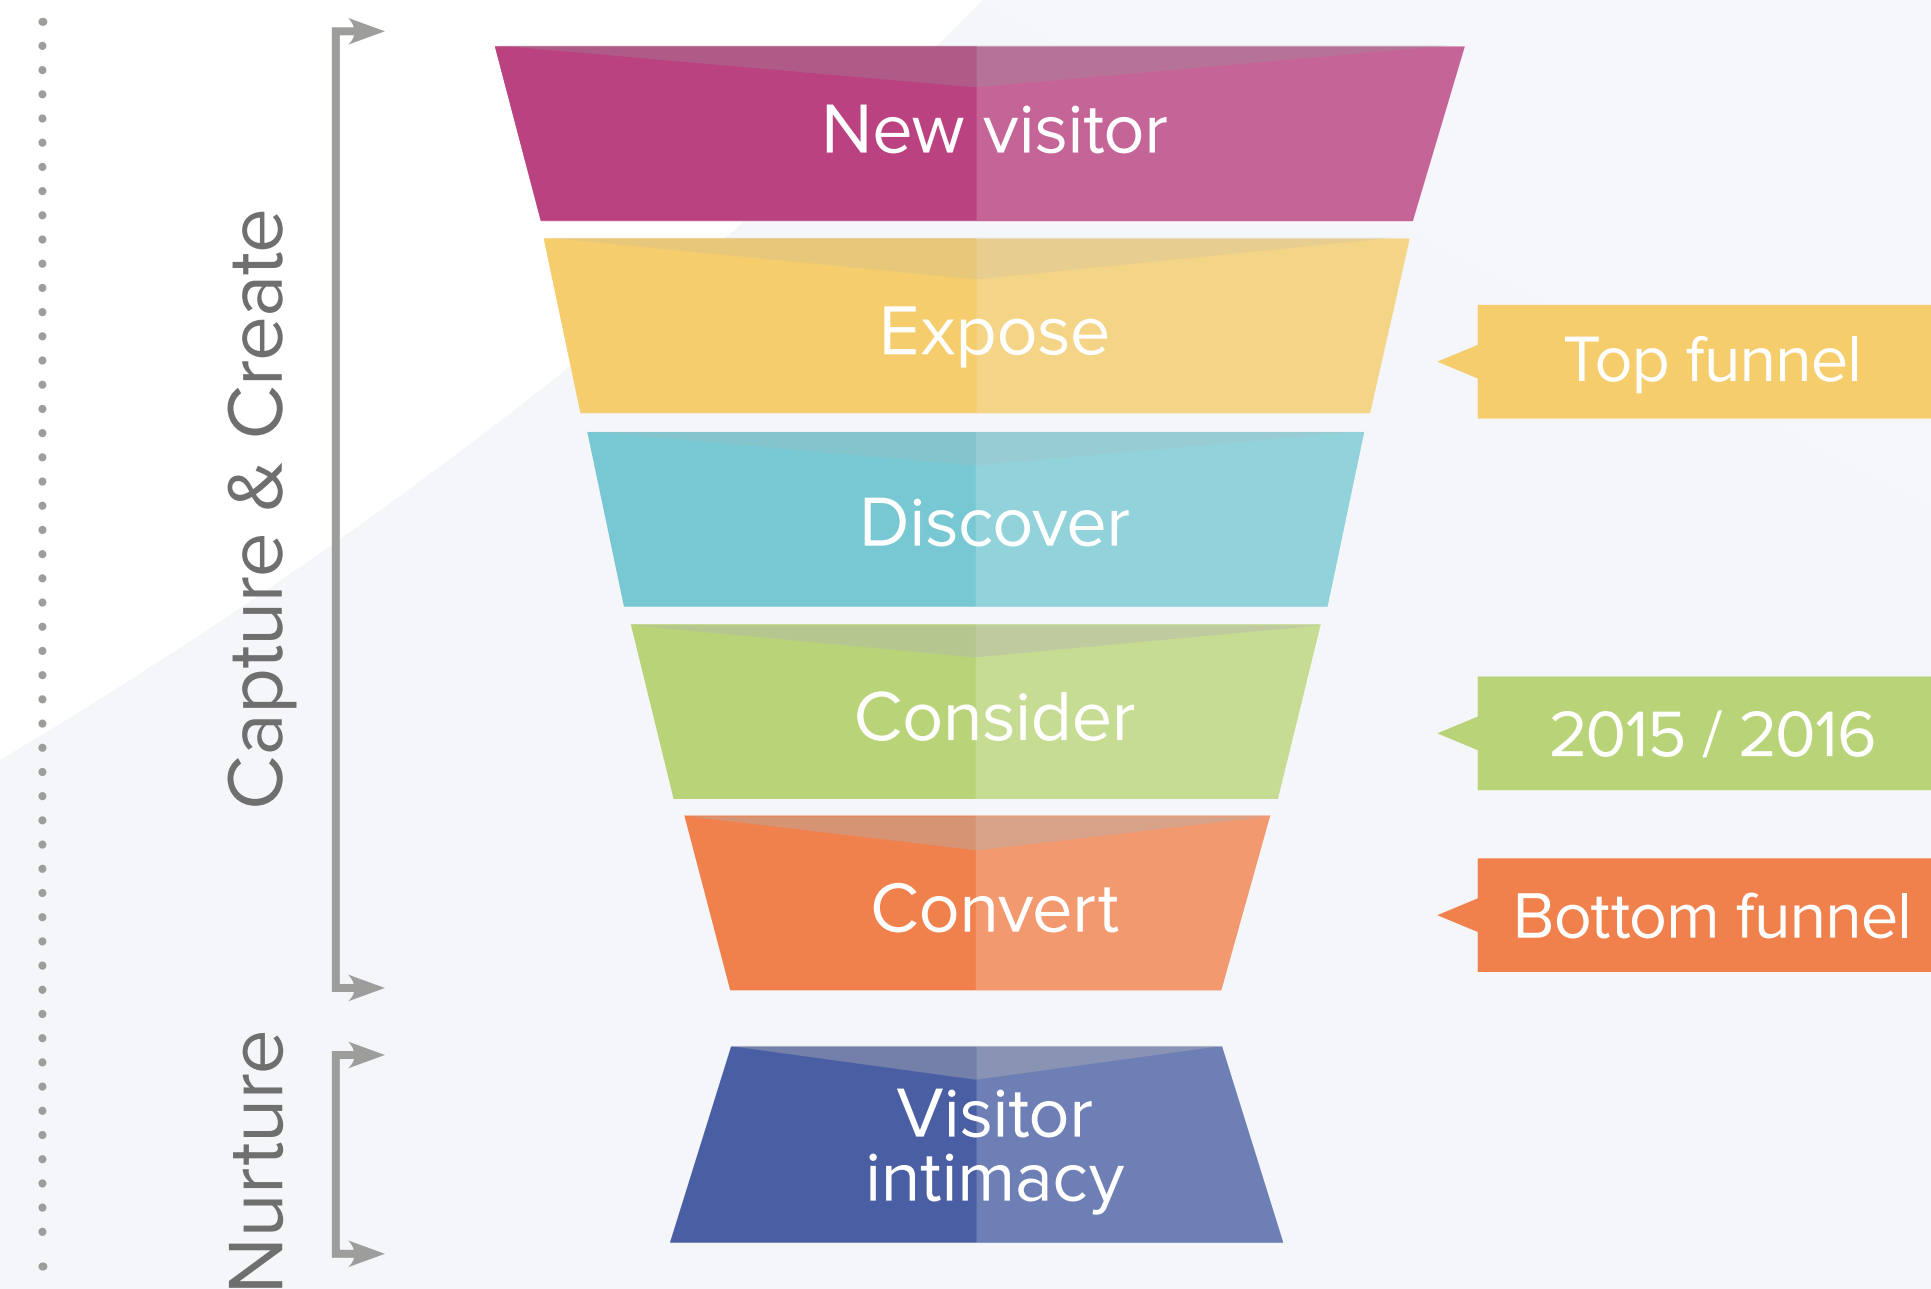 Capture & Create
New visitor
Expose
Top funnel
Discover
Consider
2015 / 2016
Convert
Bottom funnel
Nurture
Visitor
intimacy